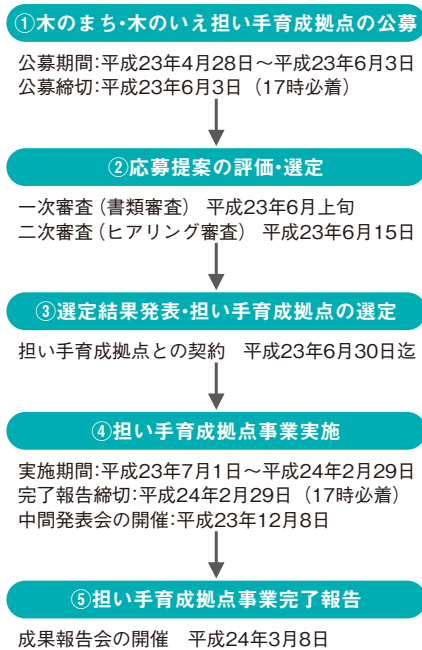 ①木のまち･木のいえ担い手育成拠点の公募
公募期間:平成23年4月28日～平成23年6月3日
公募締切:平成23年6月3日（17時必着）
②応募提案の評価･選定
一次審査（書類審査） 平成23年6月上旬
二次審査（ヒアリング審査） 平成23年6月15日
③選定結果発表･担い手育成拠点の選定
担い手育成拠点との契約　平成23年6月30日迄
④担い手育成拠点事業実施
実施期間:平成23年7月1日～平成24年2月29日
完了報告締切:平成24年2月29日（17時必着）
中間発表会の開催:平成23年12月8日
⑤担い手育成拠点事業完了報告
成果報告会の開催　平成24年3月8日